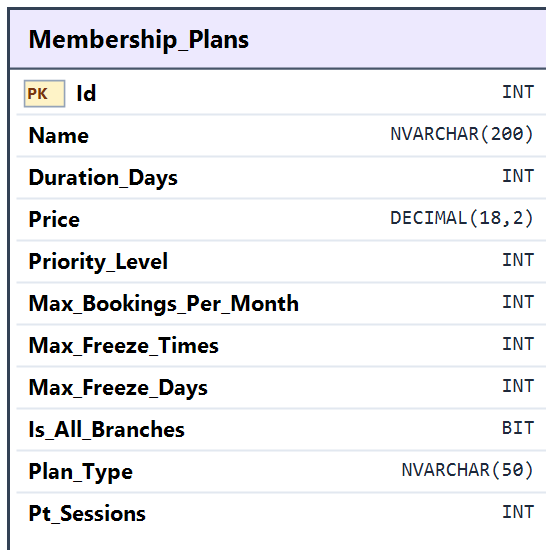 Membership_Plans
PK Id INT
Name NVARCHAR(200)
Duration_Days INT
Price DECIMAL(18,2)
Priority_Level INT
Max_Bookings_Per_Month INT
Max_Freeze_Times INT
Max_Freeze_Days INT
Is_All_Branches BIT
Plan_Type NVARCHAR(50)
Pt_Sessions INT